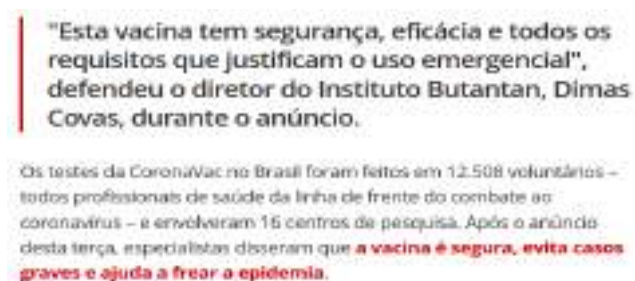 "Esta vacina tem segurança, eficácia e todos os
requisitos que justificam o uso emergencial",
defendeu o diretor do Instituto Butantan, Dimas
Covas, durante o anúncio.
Os testes da CoronaVac no Brasil foram feitos em 12.508 voluntários –
todos profissionais de saúde da linha de frente do combate ao
coronavírus – e envolveram 16 centros de pesquisa. Após o anúncio
desta terça, especialistas disseram que a vacina é segura, evita casos
graves e ajuda a frear a epidemia.